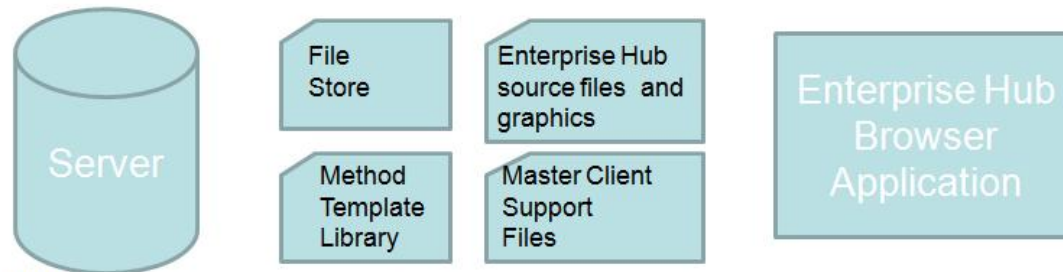 Server
File
Store
Enterprise Hub
source files and
graphics
Method
Template
Library
Master Client
Support
Files
Enterprise Hub
Browser
Application